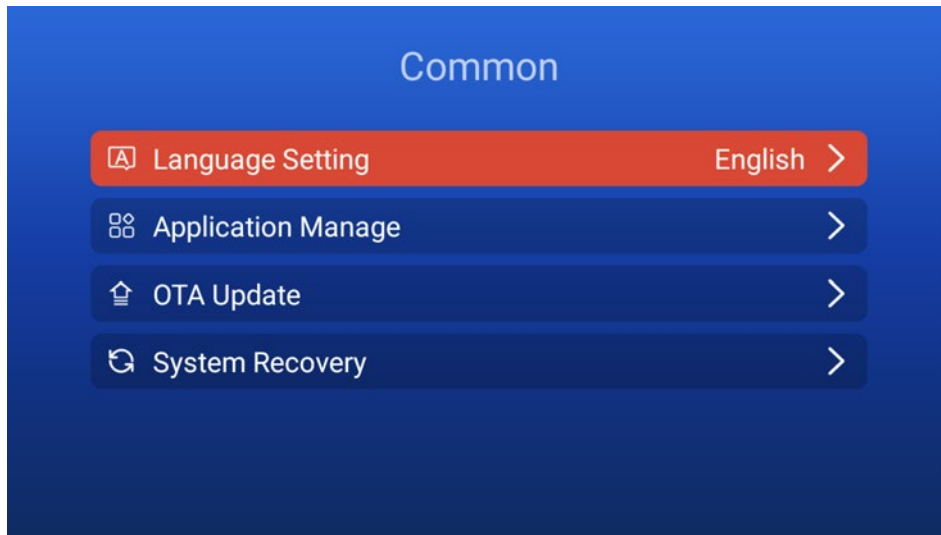 Common
Language Setting English
Application Manage
OTA Update
System Recovery